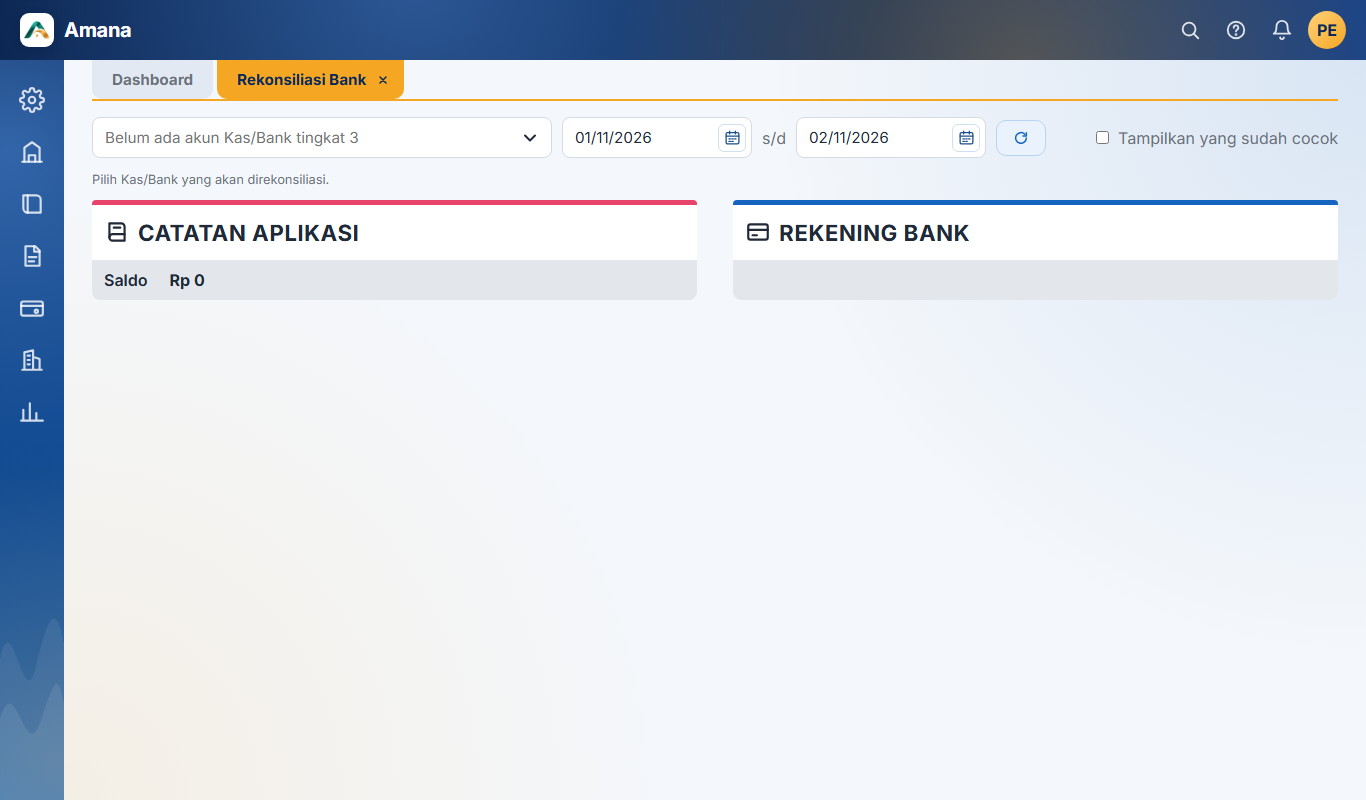 Amana
PE
Dashboard
Rekonsiliasi Bank ×
Belum ada akun Kas/Bank tingkat 3
01/11/2026
s/d
02/11/2026
Tampilkan yang sudah cocok
Pilih Kas/Bank yang akan direkonsiliasi.
CATATAN APLIKASI
Saldo Rp 0
REKENING BANK